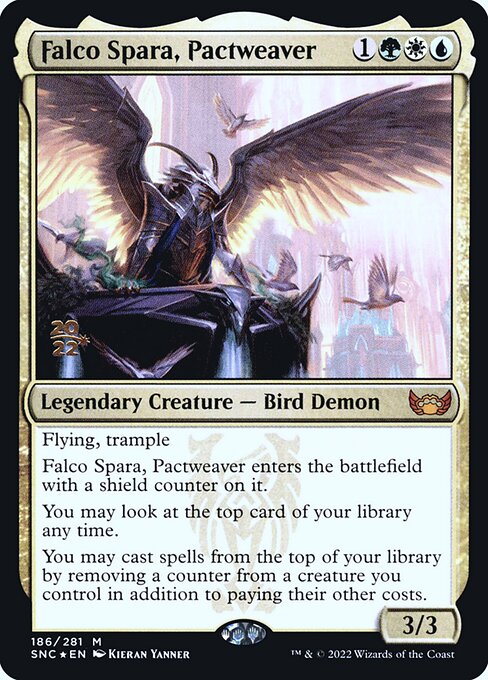 Falco Spara, Pactweaver 1
20
22
Legendary Creature — Bird Demon
Flying, trample
Falco Spara, Pactweaver enters the battlefield
with a shield counter on it.
You may look at the top card of your library
any time.
You may cast spells from the top of your library
by removing a counter from a creature you
control in addition to paying their other costs.
3/3
186/281 M
SNC ★ EN Kieran Yanner
™ & © 2022 Wizards of the Coast